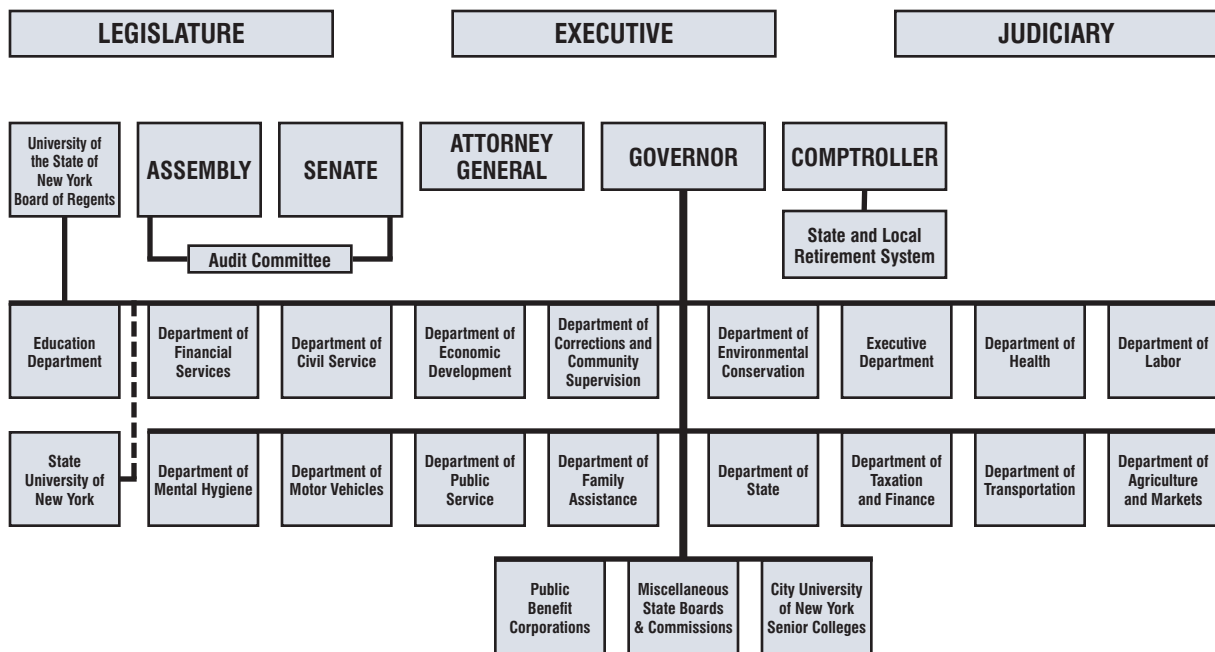 LEGISLATURE
EXECUTIVE
JUDICIARY
University of
the State of
New York
Board of Regents
ASSEMBLY
SENATE
ATTORNEY
GENERAL
GOVERNOR
COMPTROLLER
Audit Committee
State and Local
Retirement System
Education
Department
Department of
Financial
Services
Department of
Civil Service
Department of
Economic
Development
Department of
Corrections and
Community
Supervision
Department of
Environmental
Conservation
Executive
Department
Department of
Health
Department of
Labor
State
University of
New York
Department of
Mental Hygiene
Department of
Motor Vehicles
Department of
Public
Service
Department of
Family
Assistance
Department of
State
Department of
Taxation
and Finance
Department of
Transportation
Department of
Agriculture
and Markets
Public
Benefit
Corporations
Miscellaneous
State Boards
& Commissions
City University
of New York
Senior Colleges